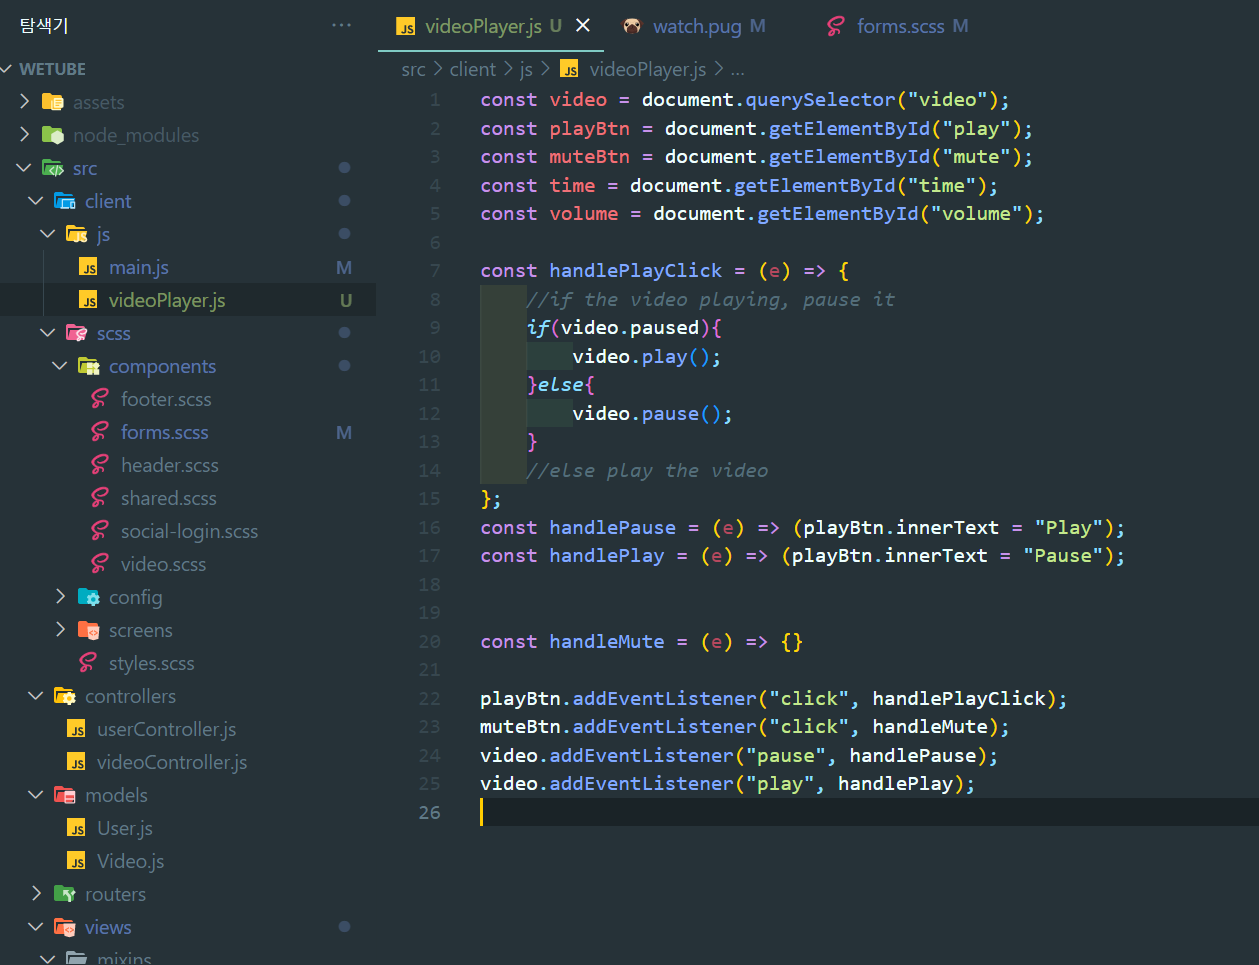 탐색기 ···
WETUBE
assets
node_modules
src
client
js
main.js M
videoPlayer.js U
scss
components
footer.scss
forms.scss M
header.scss
shared.scss
social-login.scss
video.scss
config
screens
styles.scss
controllers
userController.js
videoController.js
models
User.js
Video.js
routers
views
mixins
JS videoPlayer.js U × watch.pug M forms.scss M
src > client > js > JS videoPlayer.js > ...
1 const video = document.querySelector("video");
2 const playBtn = document.getElementById("play");
3 const muteBtn = document.getElementById("mute");
4 const time = document.getElementById("time");
5 const volume = document.getElementById("volume");
6
7 const handlePlayClick = (e) => {
8 //if the video playing, pause it
9 if(video.paused){
10 video.play();
11 }else{
12 video.pause();
13 }
14 //else play the video
15 };
16 const handlePause = (e) => (playBtn.innerText = "Play");
17 const handlePlay = (e) => (playBtn.innerText = "Pause");
18
19
20 const handleMute = (e) => {}
21
22 playBtn.addEventListener("click", handlePlayClick);
23 muteBtn.addEventListener("click", handleMute);
24 video.addEventListener("pause", handlePause);
25 video.addEventListener("play", handlePlay);
26